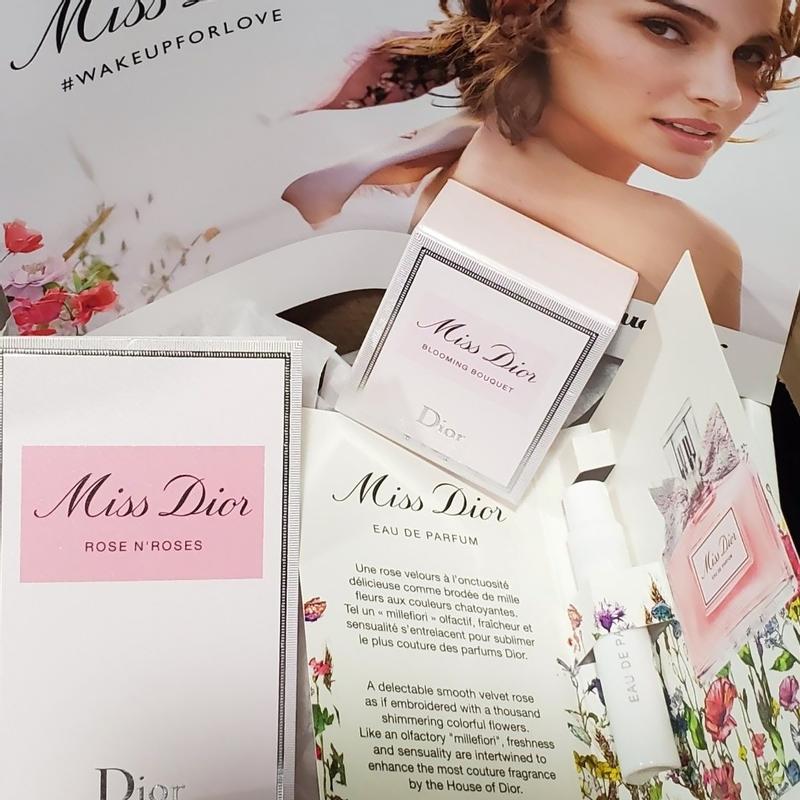 Miss
#WAKEUPFORLOVE
Miss Dior
BLOOMING BOUQUET
Dior
Miss Dior
ROSE N'ROSES
Dior
Miss Dior
EAU DE PARFUM
Une rose velours à l'onctuosité
délicieuse comme brodée de mille
fleurs aux couleurs chatoyantes.
Tel un « millefiori » olfactif, fraîcheur et
sensualité s'entrelacent pour sublimer
le plus couture des parfums Dior.
A delectable smooth velvet rose
as if embroidered with a thousand
shimmering colorful flowers.
Like an olfactory "millefiori", freshness
and sensuality are intertwined to
enhance the most couture fragrance
by the House of Dior.
EAU DE PA
Miss Dior
EAU DE PARFUM